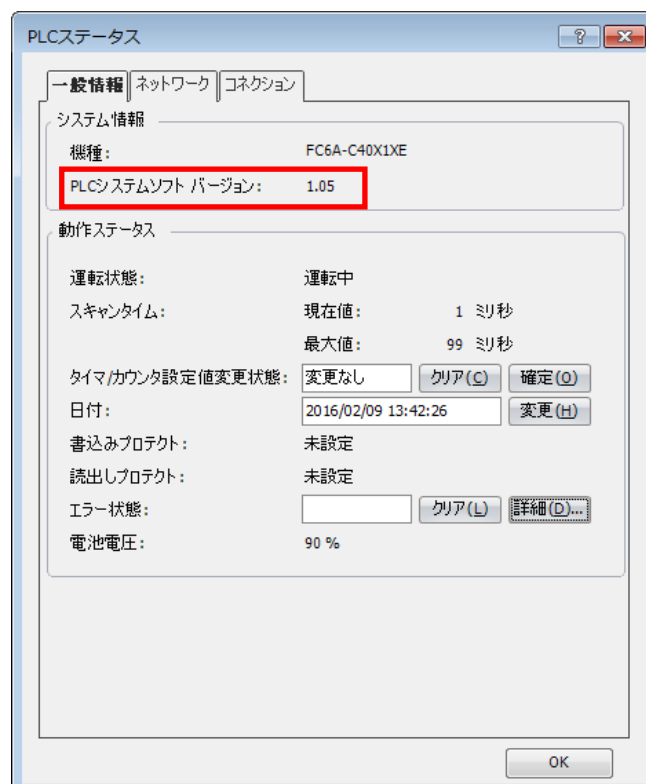 PLCステータス
一般情報 ネットワーク コネクション
システム情報
機種: FC6A-C40X1XE
PLCシステムソフト バージョン: 1.05
動作ステータス
運転状態: 運転中
スキャンタイム: 現在値: 1 ミリ秒
最大値: 99 ミリ秒
タイマ/カウンタ設定値変更状態: 変更なし クリア(C) 確定(O)
日付: 2016/02/09 13:42:26 変更(H)
書込みプロテクト: 未設定
読出しプロテクト: 未設定
エラー状態: クリア(L) 詳細(D)...
電池電圧: 90 %
OK